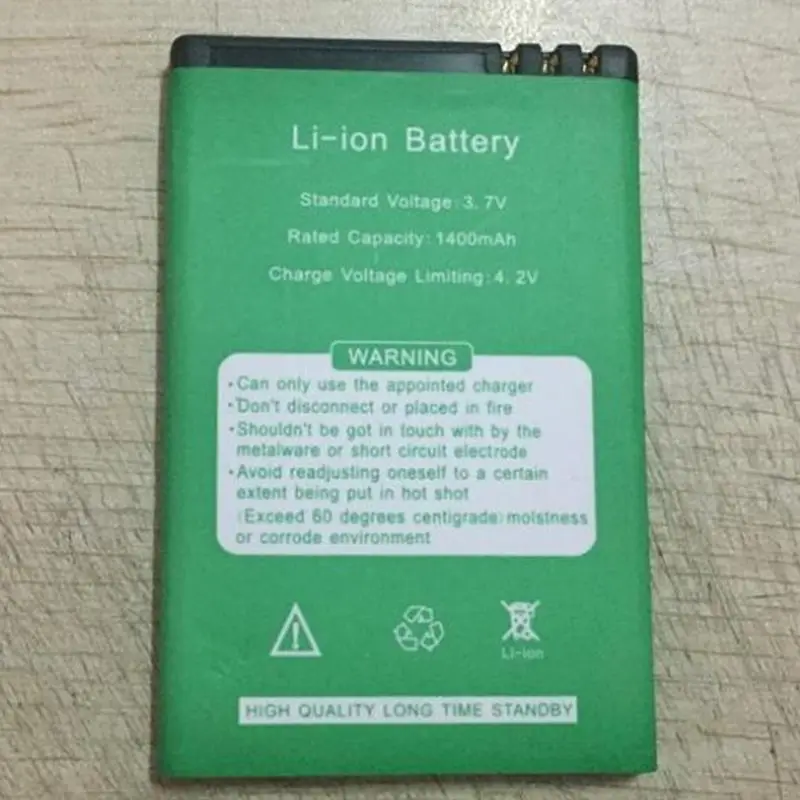 Li-ion Battery
Standard Voltage:3.7V
Rated Capacity:1400mAh
Charge Voltage Limiting:4.2V
WARNING
·Can only use the appointed charger
·Don't disconnect or placed in fire
·Shouldn't be got in touch with by the
metalware or short circuit electrode
·Avoid readjusting oneself to a certain
extent being put in hot shot
(Exceed 60 degrees centigrade)molstness
or corrode environment
Li-ion
HIGH QUALITY LONG TIME STANDBY